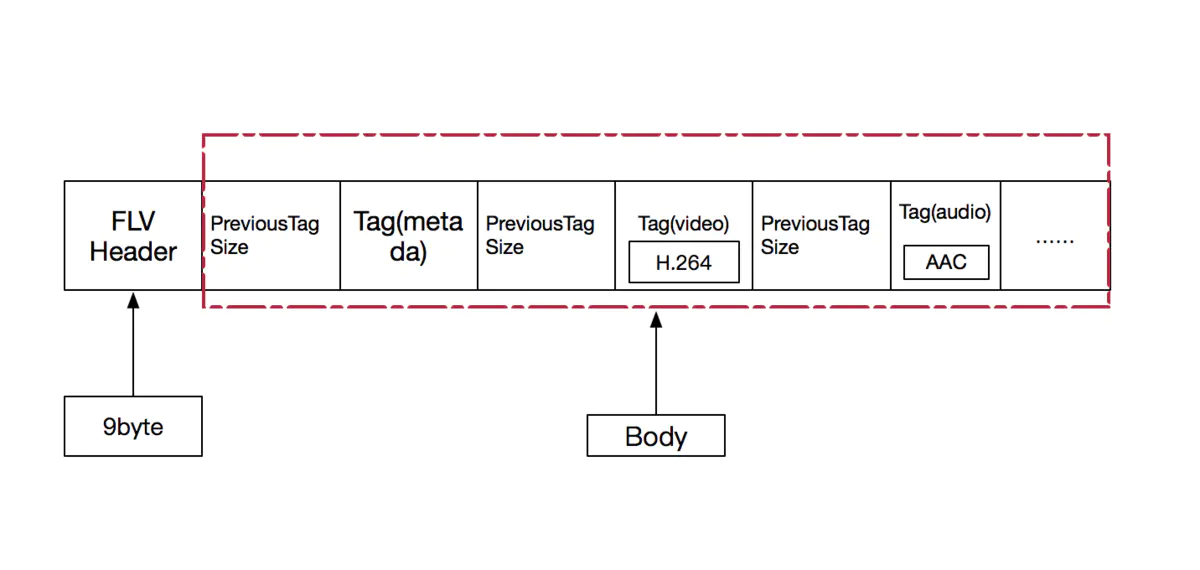 FLV
Header
PreviousTag
Size
Tag(meta
da)
PreviousTag
Size
Tag(video)
H.264
PreviousTag
Size
Tag(audio)
AAC
......
9byte
Body